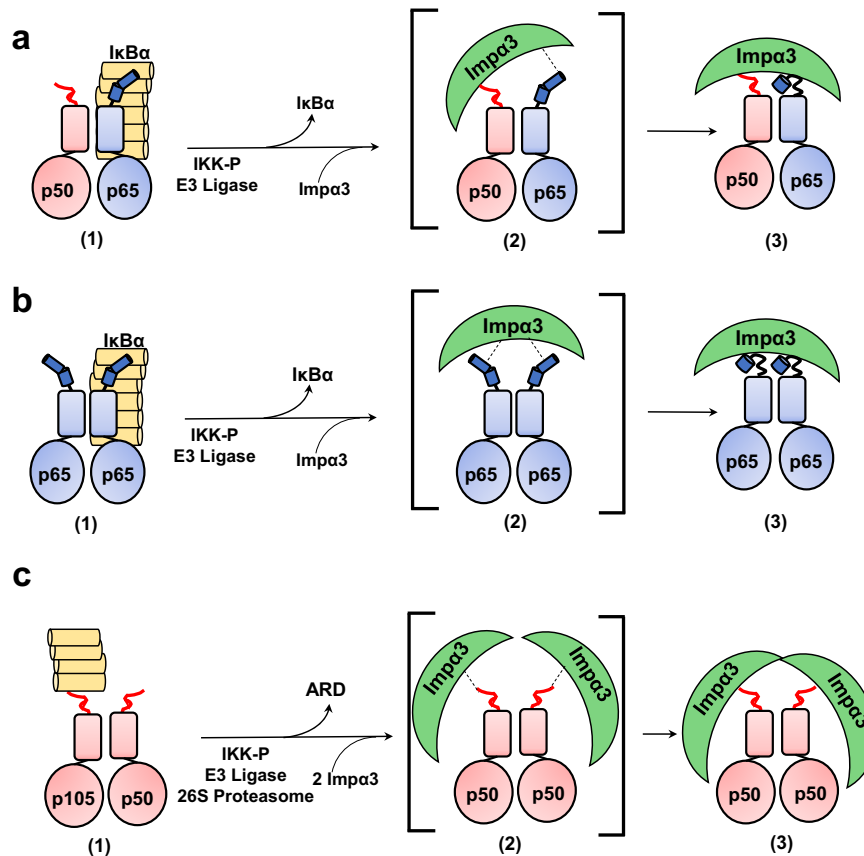 a
IκBα
p50
p65
(1)
IκBα
IKK-P
E3 Ligase
Impα3
Impα3
p50
p65
(2)
Impα3
p50
p65
(3)
b
IκBα
p65
p65
(1)
IκBα
IKK-P
E3 Ligase
Impα3
Impα3
p65
p65
(2)
Impα3
p65
p65
(3)
c
p105
p50
(1)
ARD
IKK-P
E3 Ligase
26S Proteasome
2 Impα3
Impα3
Impα3
p50
p50
(2)
Impα3
Impα3
p50
p50
(3)